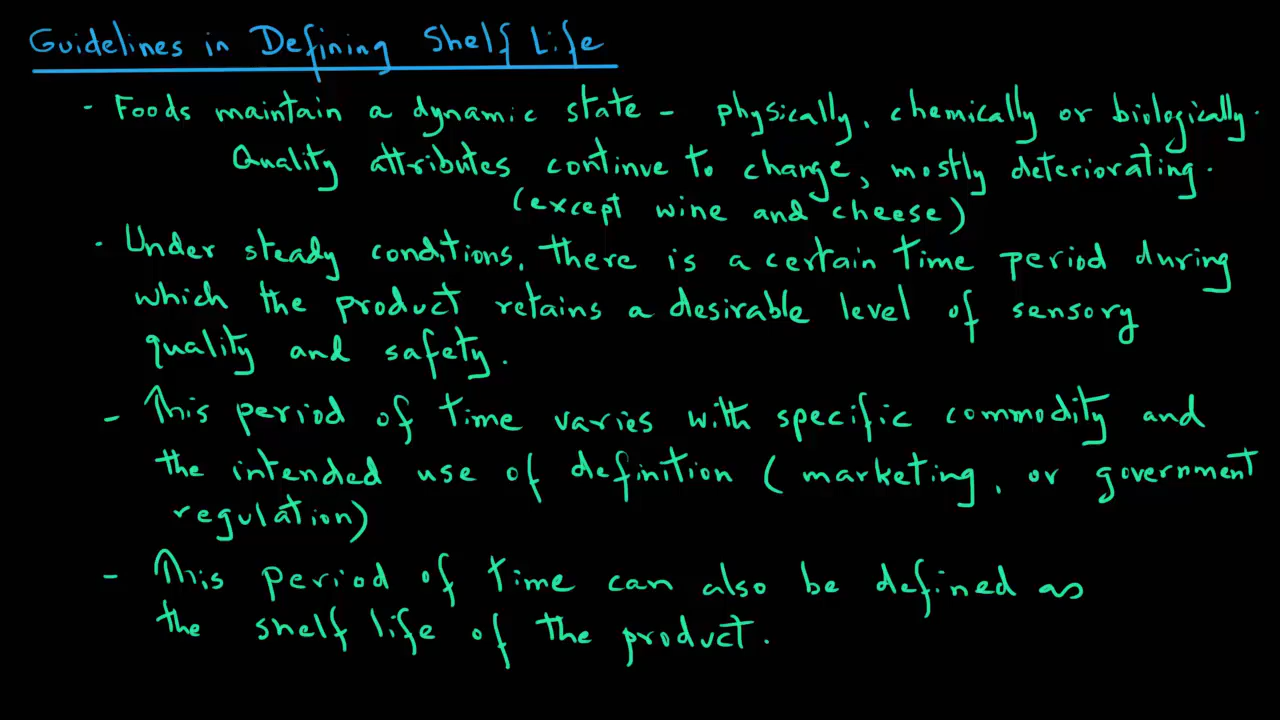 Guidelines in Defining Shelf Life
- Foods maintain a dynamic state - physically, chemically or biologically.
Quality attributes continue to change, mostly deteriorating.
(except wine and cheese)
- Under steady conditions, there is a certain time period during
which the product retains a desirable level of sensory
quality and safety.
- This period of time varies with specific commodity and
the intended use of definition (marketing, or government
regulation)
- This period of time can also be defined as
the shelf life of the product.